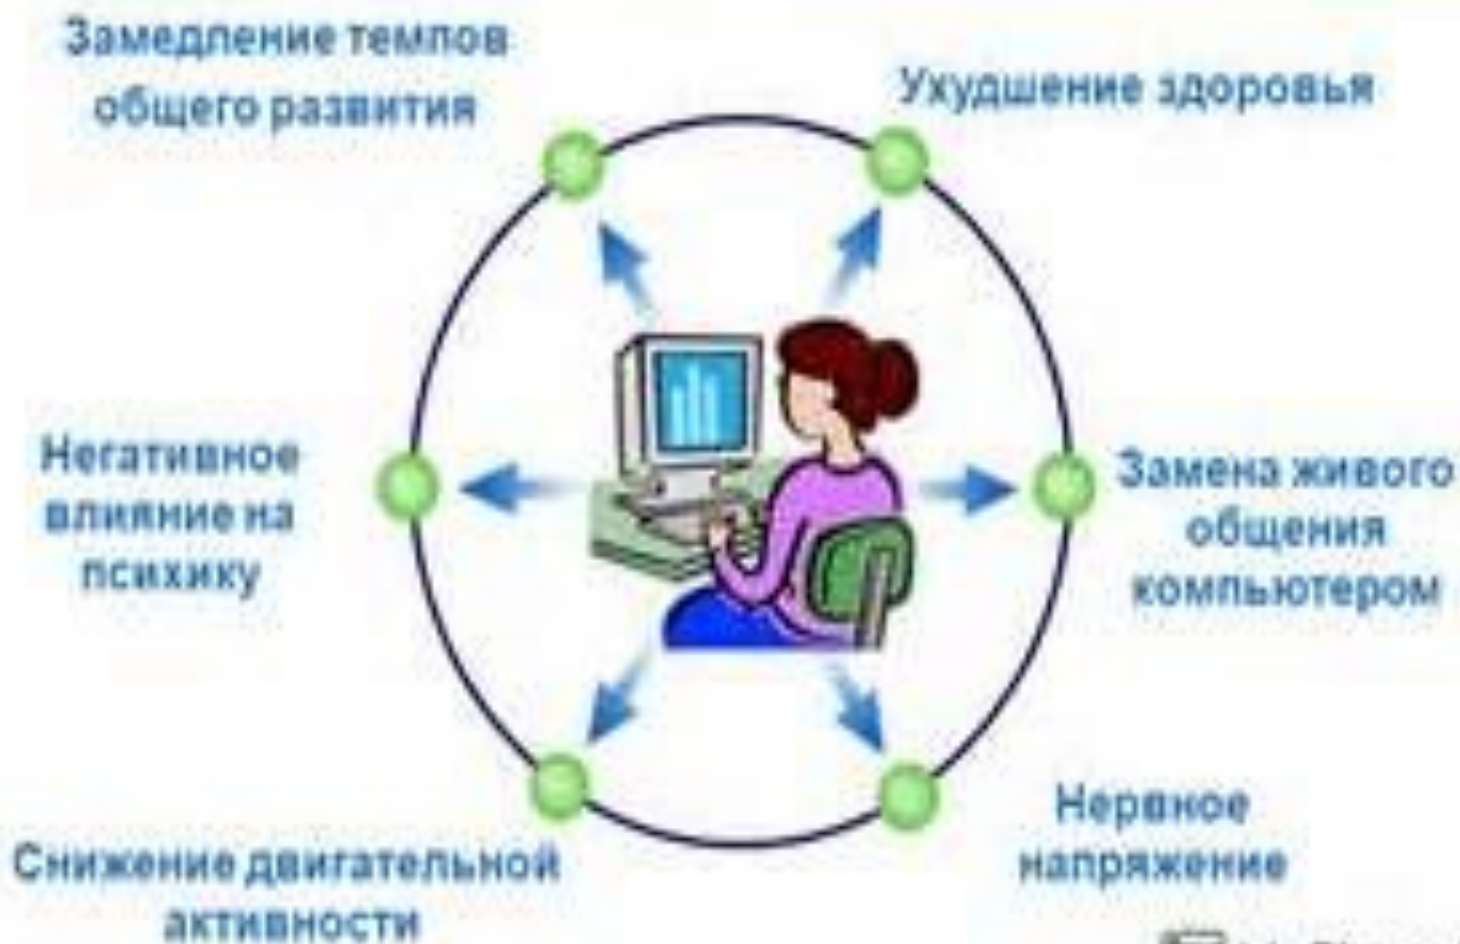 Замедление темпов
общего развития
Ухудшение здоровья
Негативное
влияние на
психику
Замена живого
общения
компьютером
Снижение двигательной
активности
Нервное
напряжение